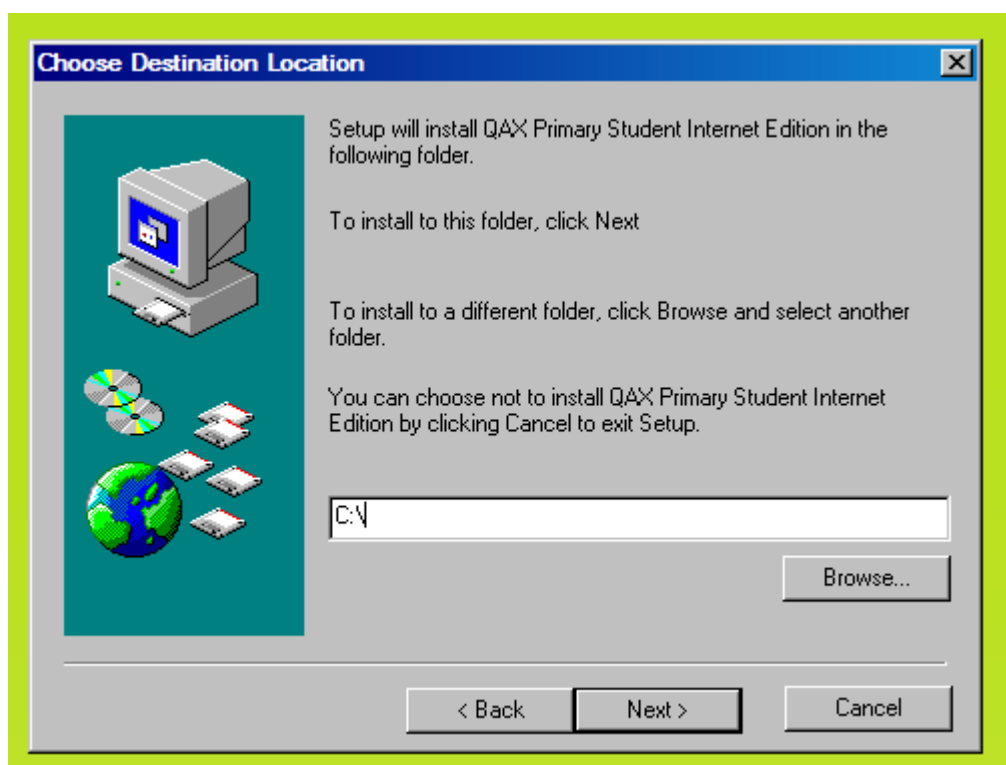 Choose Destination Location
Setup will install QAX Primary Student Internet Edition in the
following folder.
To install to this folder, click Next
To install to a different folder, click Browse and select another
folder.
You can choose not to install QAX Primary Student Internet
Edition by clicking Cancel to exit Setup.
C:\
Browse...
< Back
Next >
Cancel